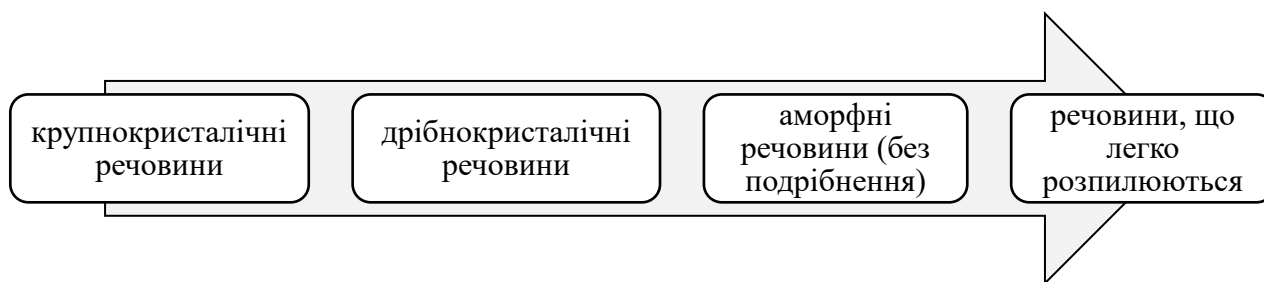 крупнокристалічні
речовини
дрібнокристалічні
речовини
аморфні
речовини (без
подрібнення)
речовини, що
легко
розпилюються